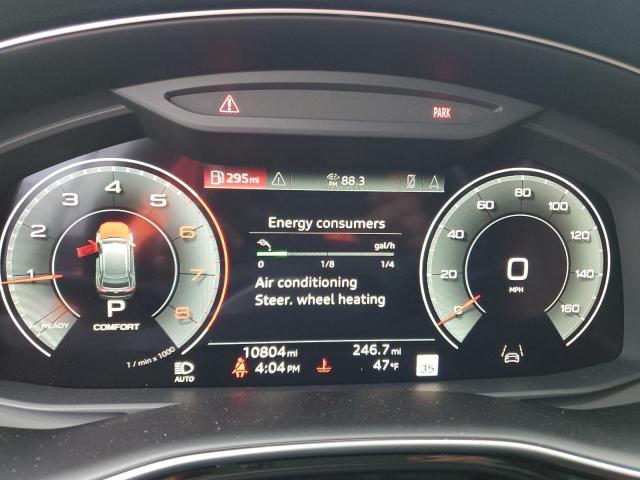 PARK
295 mi
FM 88.3
Energy consumers
gal/h
0 1/8 1/4
Air conditioning
Steer. wheel heating
1 2 3 4 5 6 7 8
READY
P
COMFORT
1 / min x 1000
0 20 40 60 80 100 120 140 160
0
MPH
10804 mi 246.7 mi
AUTO
4:04 PM 47°F
35